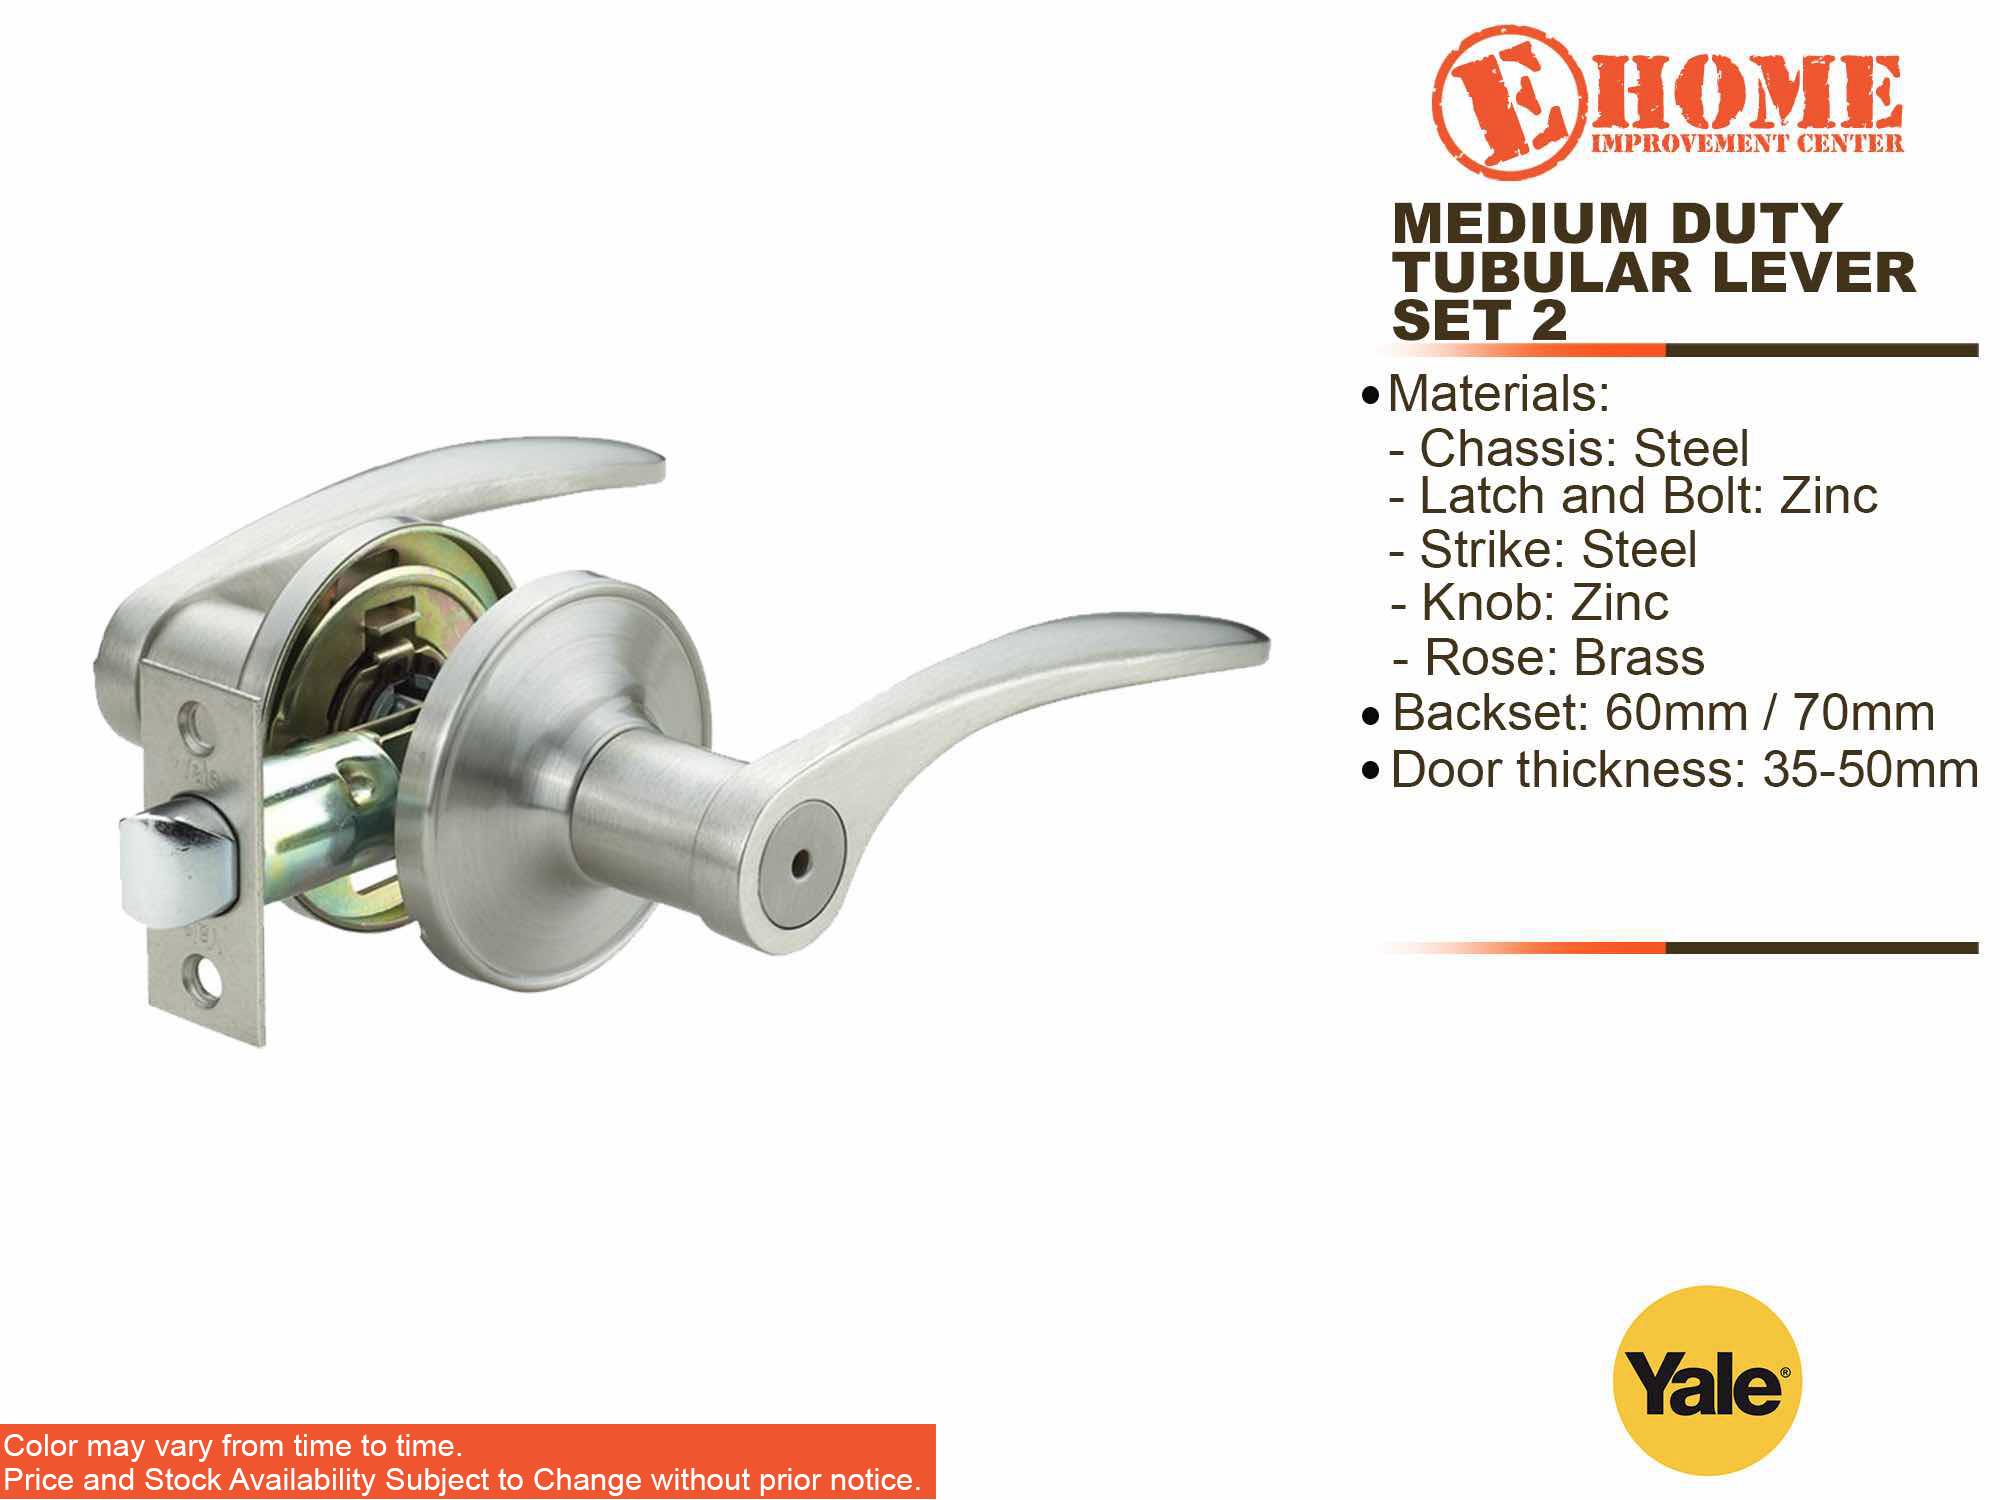 E HOME
IMPROVEMENT CENTER
MEDIUM DUTY
TUBULAR LEVER
SET 2
• Materials:
- Chassis: Steel
- Latch and Bolt: Zinc
- Strike: Steel
- Knob: Zinc
- Rose: Brass
• Backset: 60mm / 70mm
• Door thickness: 35-50mm
Yale
Yale®
Color may vary from time to time.
Price and Stock Availability Subject to Change without prior notice.